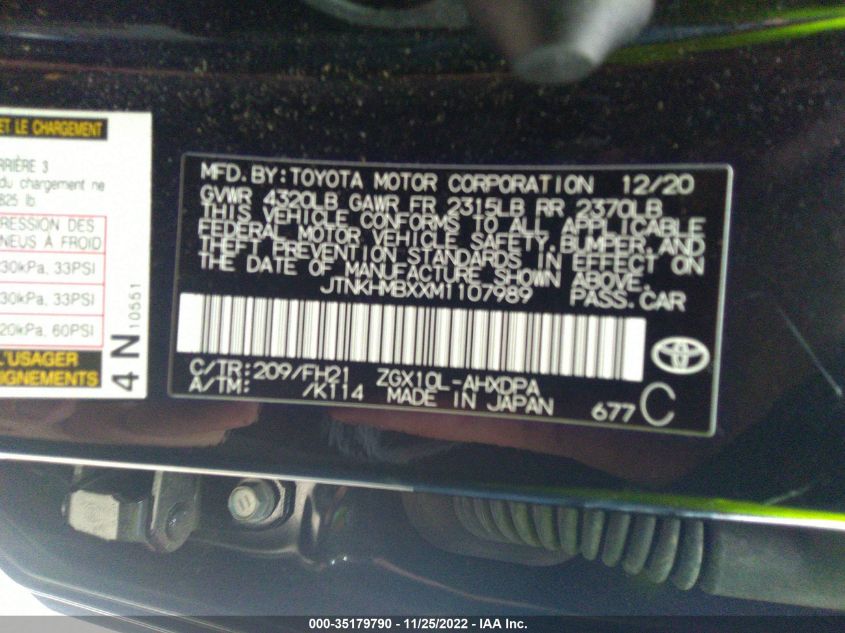 ET LE CHARGEMENT
RRIÈRE 3
du chargement ne
825 lb
RESSION DES
NEUS À FROID
30kPa, 33PSI
30kPa, 33PSI
20kPa, 60PSI
L'USAGER
IGNEMENTS
4 N 10551
MFD. BY: TOYOTA MOTOR CORPORATION 12/20
GVWR 4320LB GAWR FR 2315LB RR 2370LB
THIS VEHICLE CONFORMS TO ALL APPLICABLE
FEDERAL MOTOR VEHICLE SAFETY, BUMPER, AND
THEFT PREVENTION STANDARDS IN EFFECT ON
THE DATE OF MANUFACTURE SHOWN ABOVE.
JTNKHMBXXM1107989 PASS. CAR
C/TR: 209/FH21 ZGX10L-AHXDPA
A/TM: /K114 MADE IN JAPAN 677 C
000-35179790 - 11/25/2022 - IAA Inc.